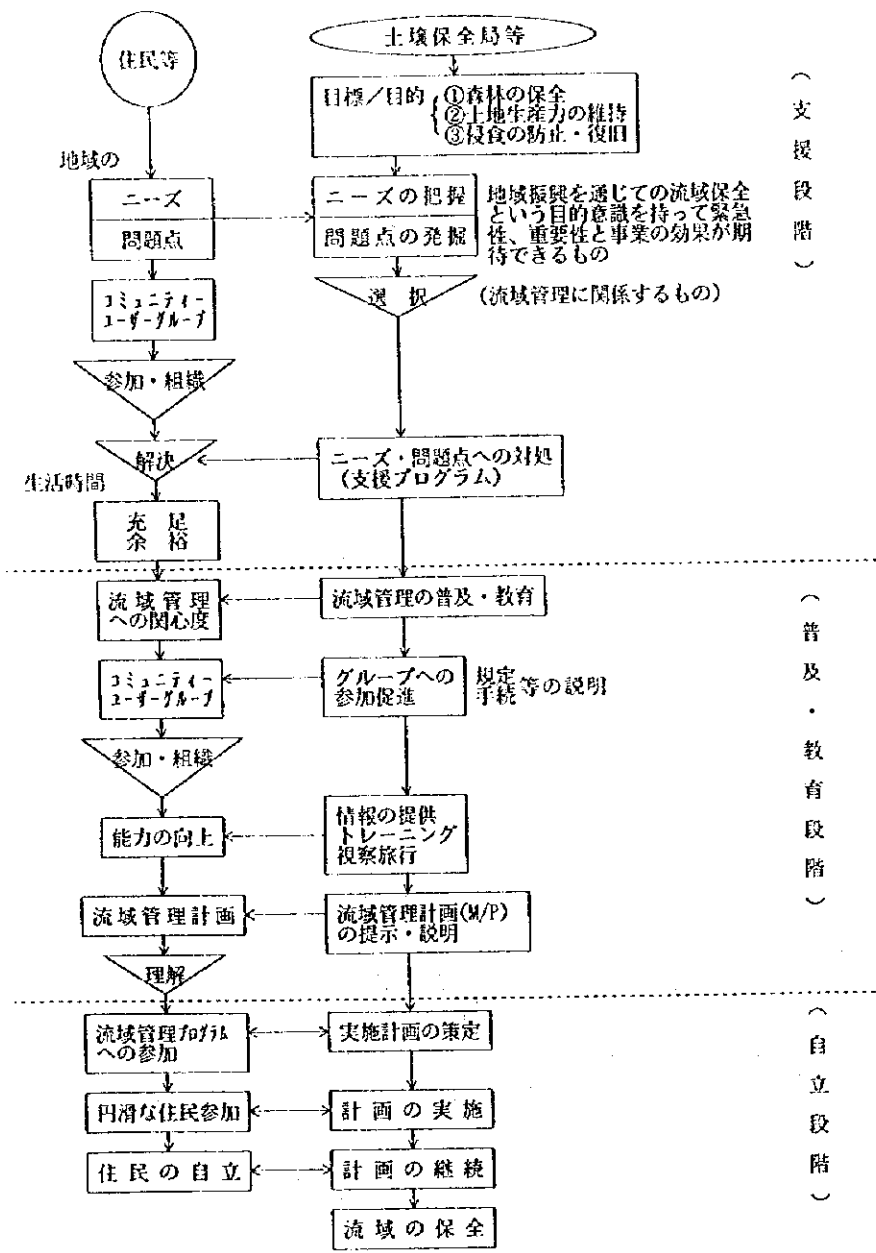 住民等
土壌保全局等
目標/目的
①森林の保全
②土地生産力の維持
③侵食の防止・復旧
(支援段階)
地域の
ニーズ
問題点
ニーズの把握
問題点の発掘
地域振興を通じての流域保全
という目的意識を持って緊急
性、重要性と事業の効果が期
待できるもの
選択
(流域管理に関係するもの)
コミュニティー
ユーザーグループ
参加・組織
解決
ニーズ・問題点への対処
(支援プログラム)
生活時間
充足
余裕
流域管理
への関心度
流域管理の普及・教育
(普及・教育段階)
コミュニティー
ユーザーグループ
グループへの
参加促進
規定
手続
等の説明
参加・組織
能力の向上
情報の提供
トレーニング
視察旅行
流域管理計画
流域管理計画(M/P)
の提示・説明
理解
流域管理プログラム
への参加
実施計画の策定
(自立段階)
円滑な住民参加
計画の実施
住民の自立
計画の継続
流域の保全